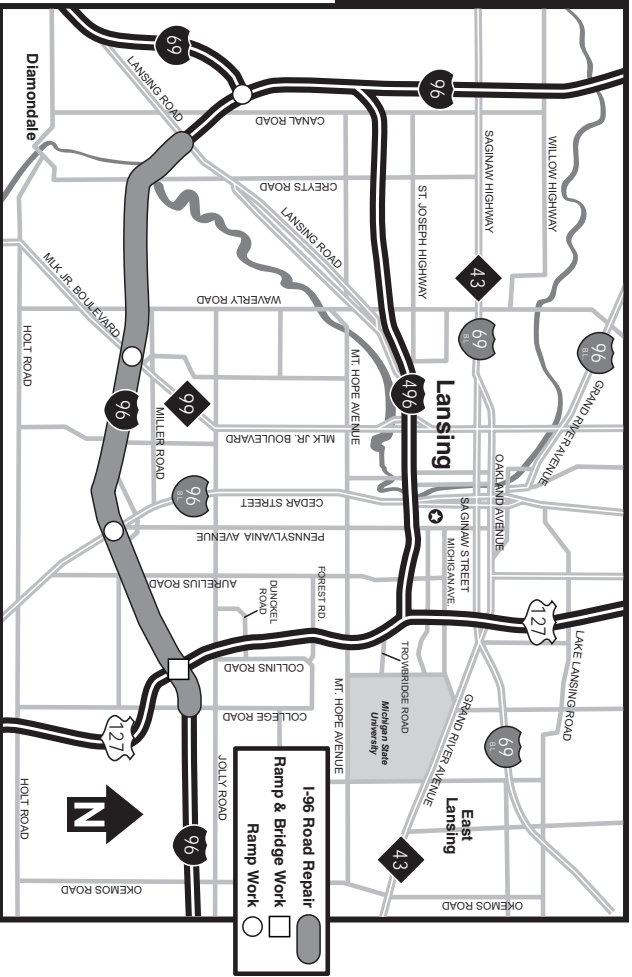 WILLOW HIGHWAY
GRAND RIVER AVENUE
96
BL
LAKE LANSING ROAD
127
69
BL
SAGINAW HIGHWAY
43
69
BL
OAKLAND AVENUE
SAGINAW STREET
MICHIGAN AVE.
GRAND RIVER AVENUE
East
Lansing
96
ST. JOSEPH HIGHWAY
Lansing
496
TROWBRIDGE ROAD
Michigan State
University
43
OKEMOS ROAD
MT. HOPE AVENUE
MT. HOPE AVENUE
LANSING ROAD
CANAL ROAD
CREYTS ROAD
WAVERLY ROAD
MLK JR. BOULEVARD
CEDAR STREET
PENNSYLVANIA AVENUE
FOREST RD.
DUNCKEL
ROAD
AURELIUS ROAD
COLLINS ROAD
COLLEGE ROAD
69
LANSING ROAD
99
96
BL
MILLER ROAD
JOLLY ROAD
96
MLK JR. BOULEVARD
96
127
N
OKEMOS ROAD
Diamondale
HOLT ROAD
HOLT ROAD
I-96 Road Repair
Ramp & Bridge Work
Ramp Work